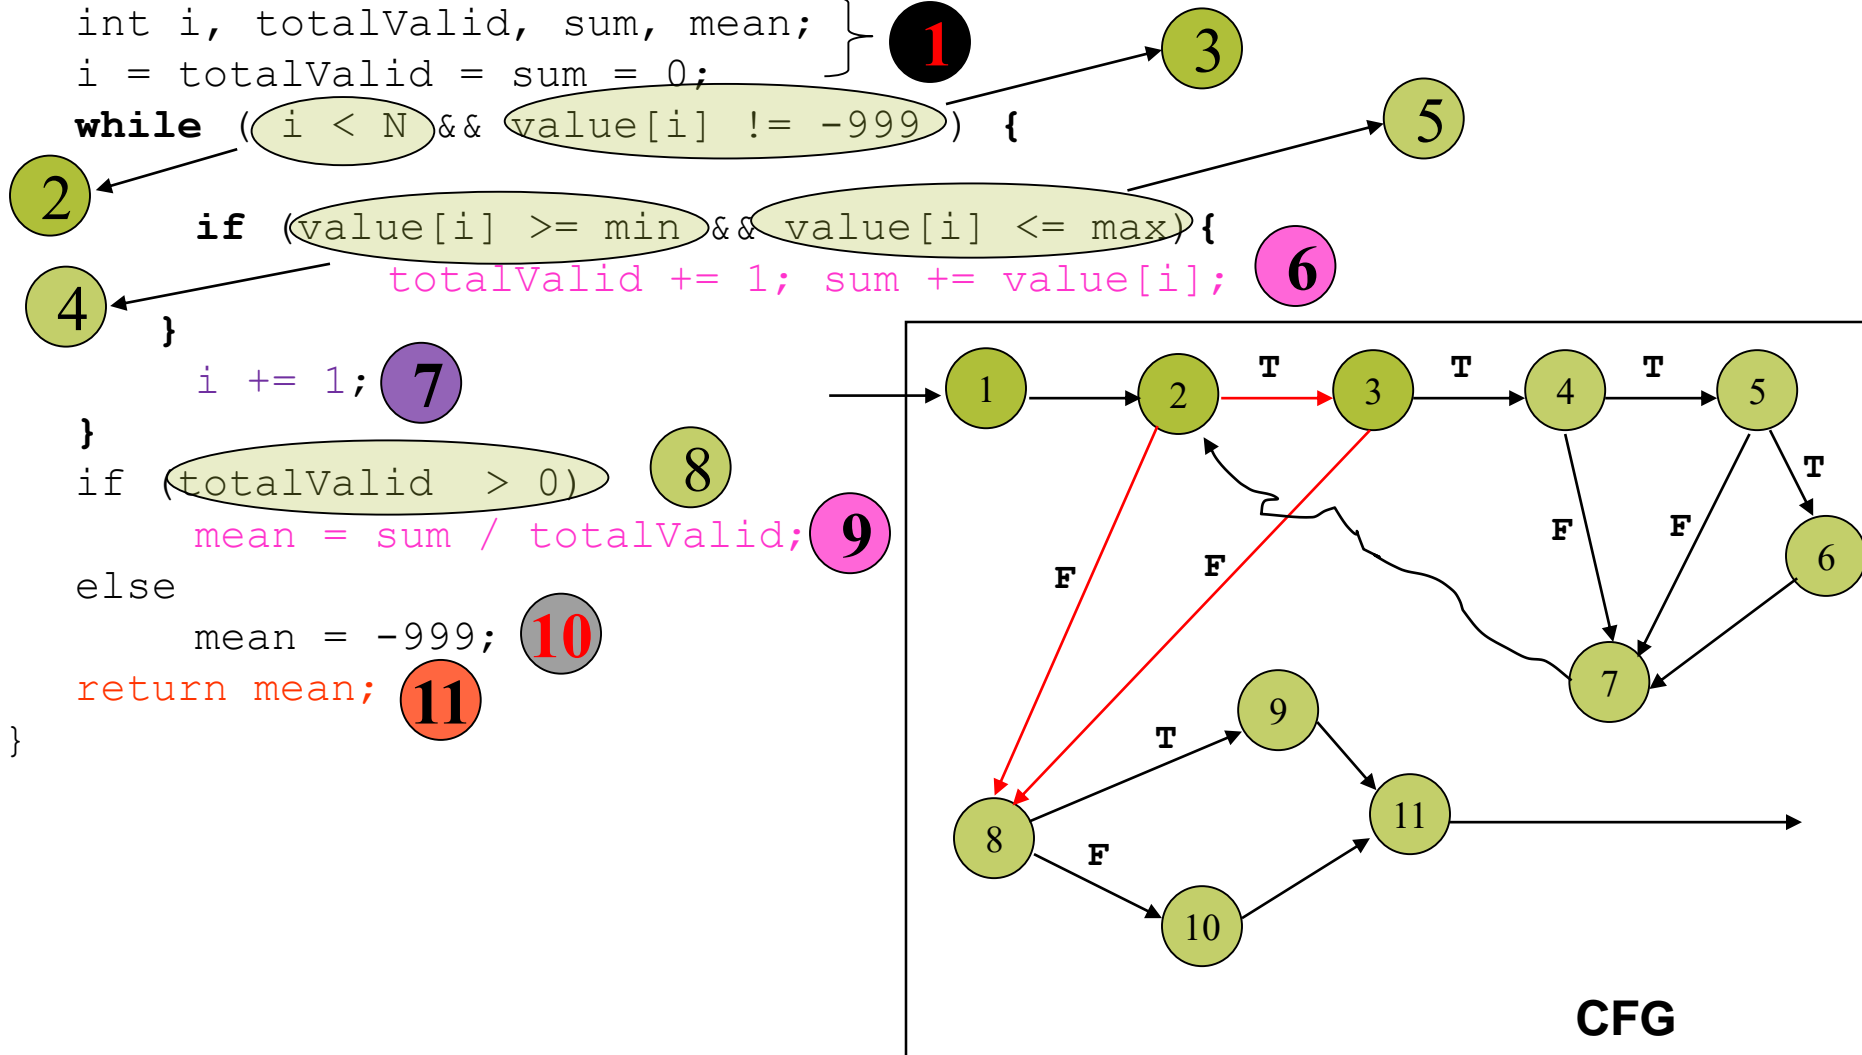 int i, totalValid, sum, mean;
i = totalValid = sum = 0;
1
3
while ( i < N && value[i] != -999 ) {
5
2
if (value[i] >= min && value[i] <= max){
totalValid += 1; sum += value[i];
6
4
}
i += 1;
7
}
if (totalValid > 0)
8
mean = sum / totalValid;
9
else
mean = -999;
10
return mean;
11
}
1
2
T
3
T
4
T
5
T
F
F
F
F
6
7
8
T
9
F
10
11
CFG